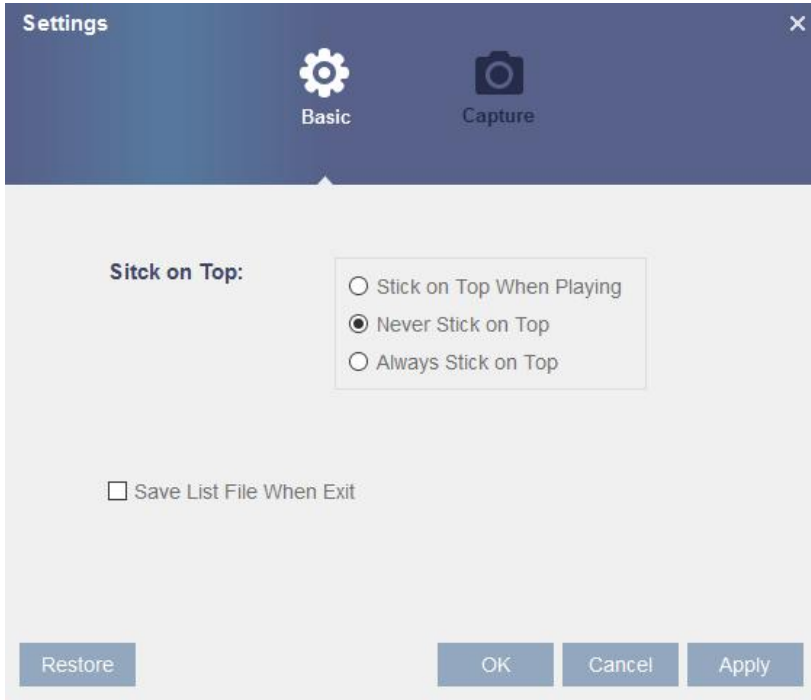 Settings
Basic Capture
Sitck on Top:
Stick on Top When Playing
Never Stick on Top
Always Stick on Top
Save List File When Exit
Restore OK Cancel Apply